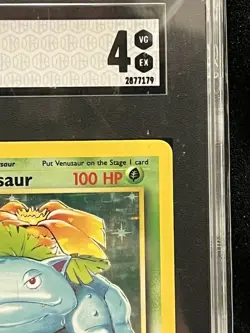 4
VG
EX
2877179
saur Put Venusaur on the Stage 1 card
saur 100 HP